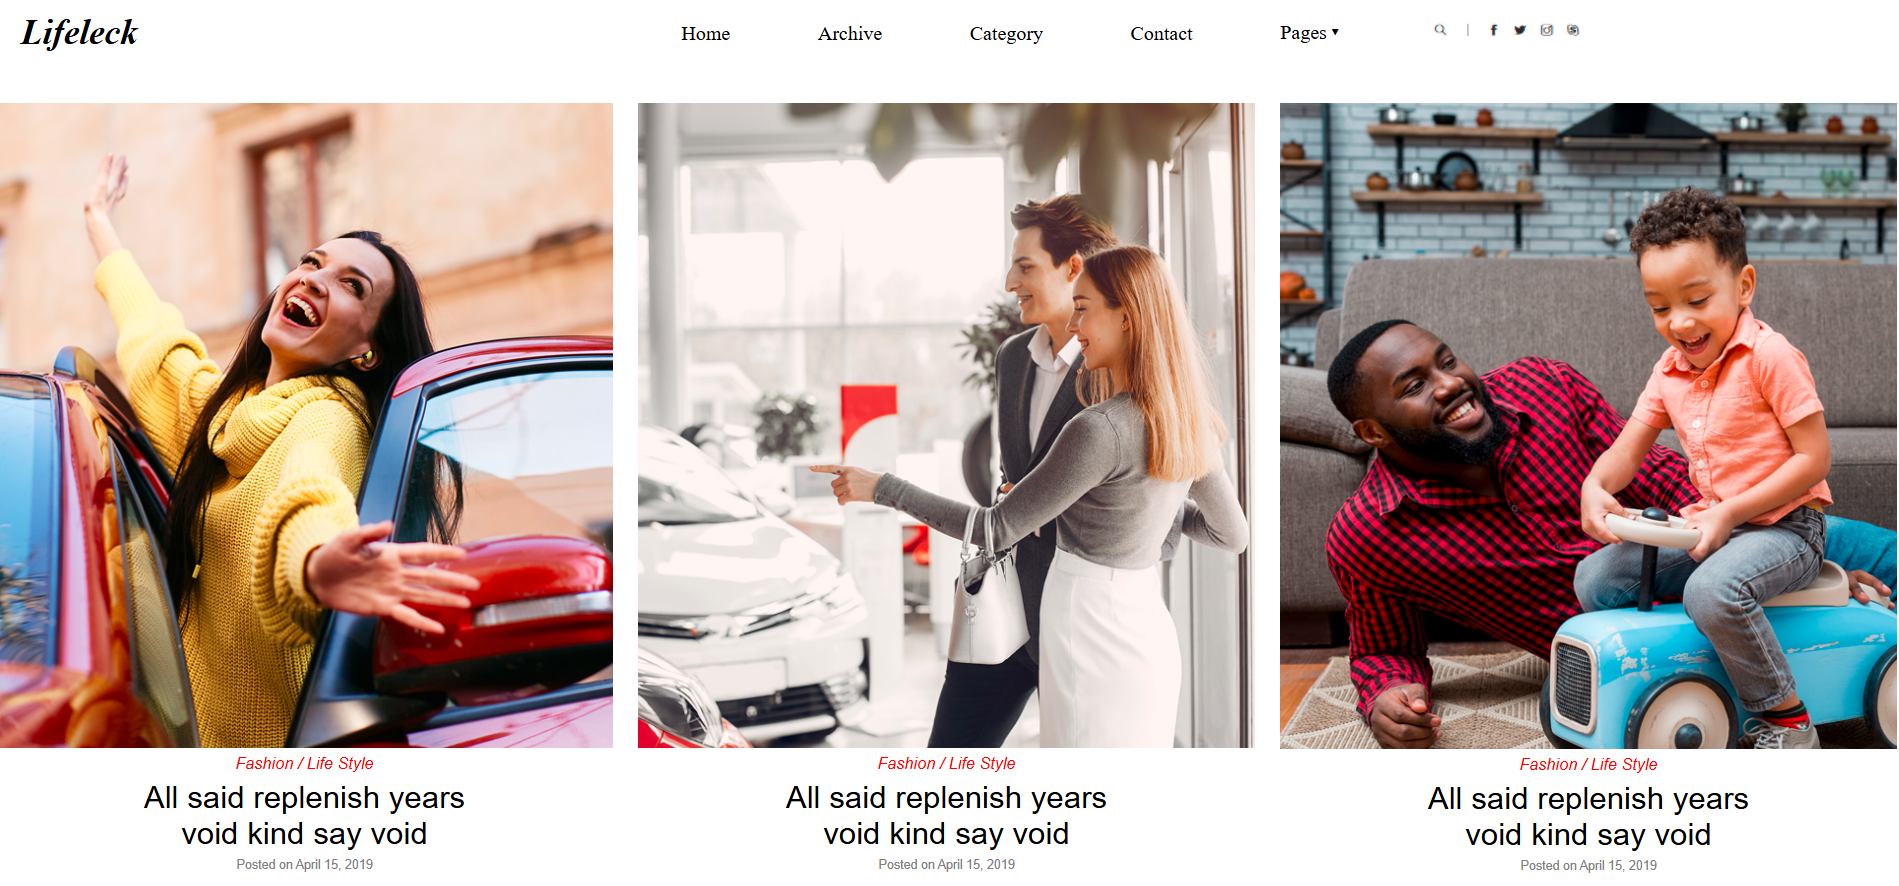 Lifeleck
Home
Archive
Category
Contact
Pages ▾
Fashion / Life Style
All said replenish years
void kind say void
Posted on April 15, 2019
Fashion / Life Style
All said replenish years
void kind say void
Posted on April 15, 2019
Fashion / Life Style
All said replenish years
void kind say void
Posted on April 15, 2019